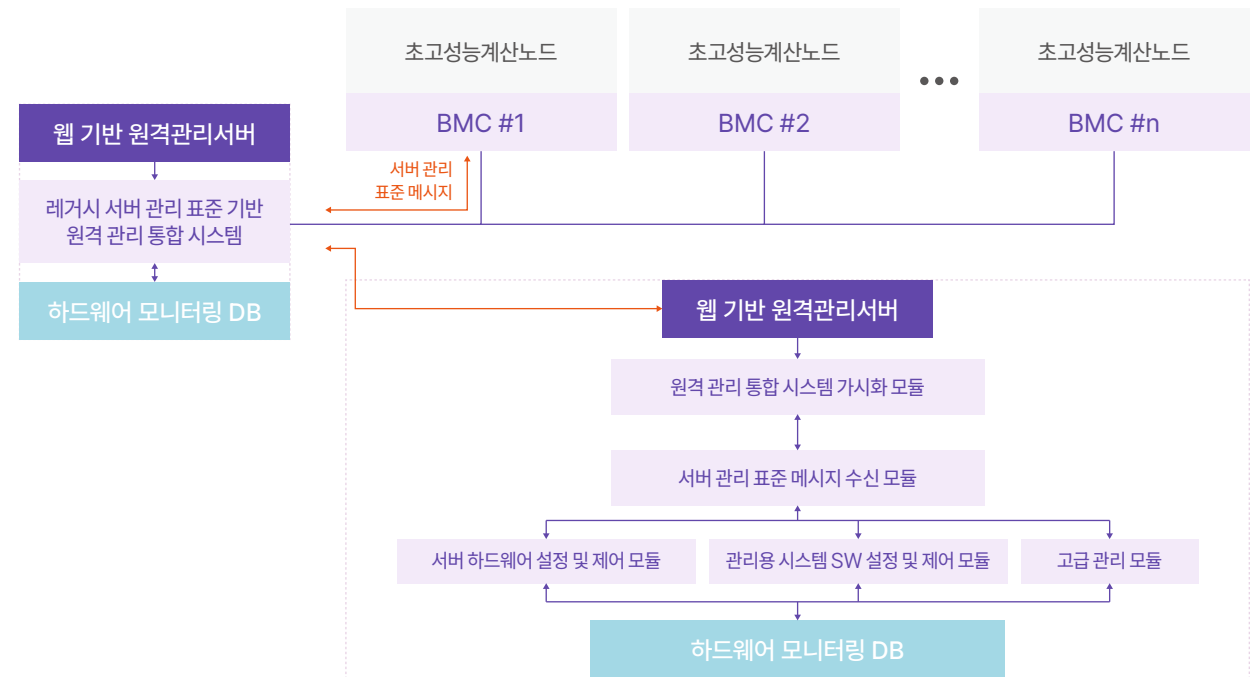 초고성능계산노드
초고성능계산노드
초고성능계산노드
BMC #1
BMC #2
BMC #n
웹 기반 원격관리서버
서버 관리
표준 메시지
레거시 서버 관리 표준 기반
원격 관리 통합 시스템
하드웨어 모니터링 DB
웹 기반 원격관리서버
원격 관리 통합 시스템 가시화 모듈
서버 관리 표준 메시지 수신 모듈
서버 하드웨어 설정 및 제어 모듈
관리용 시스템 SW 설정 및 제어 모듈
고급 관리 모듈
하드웨어 모니터링 DB